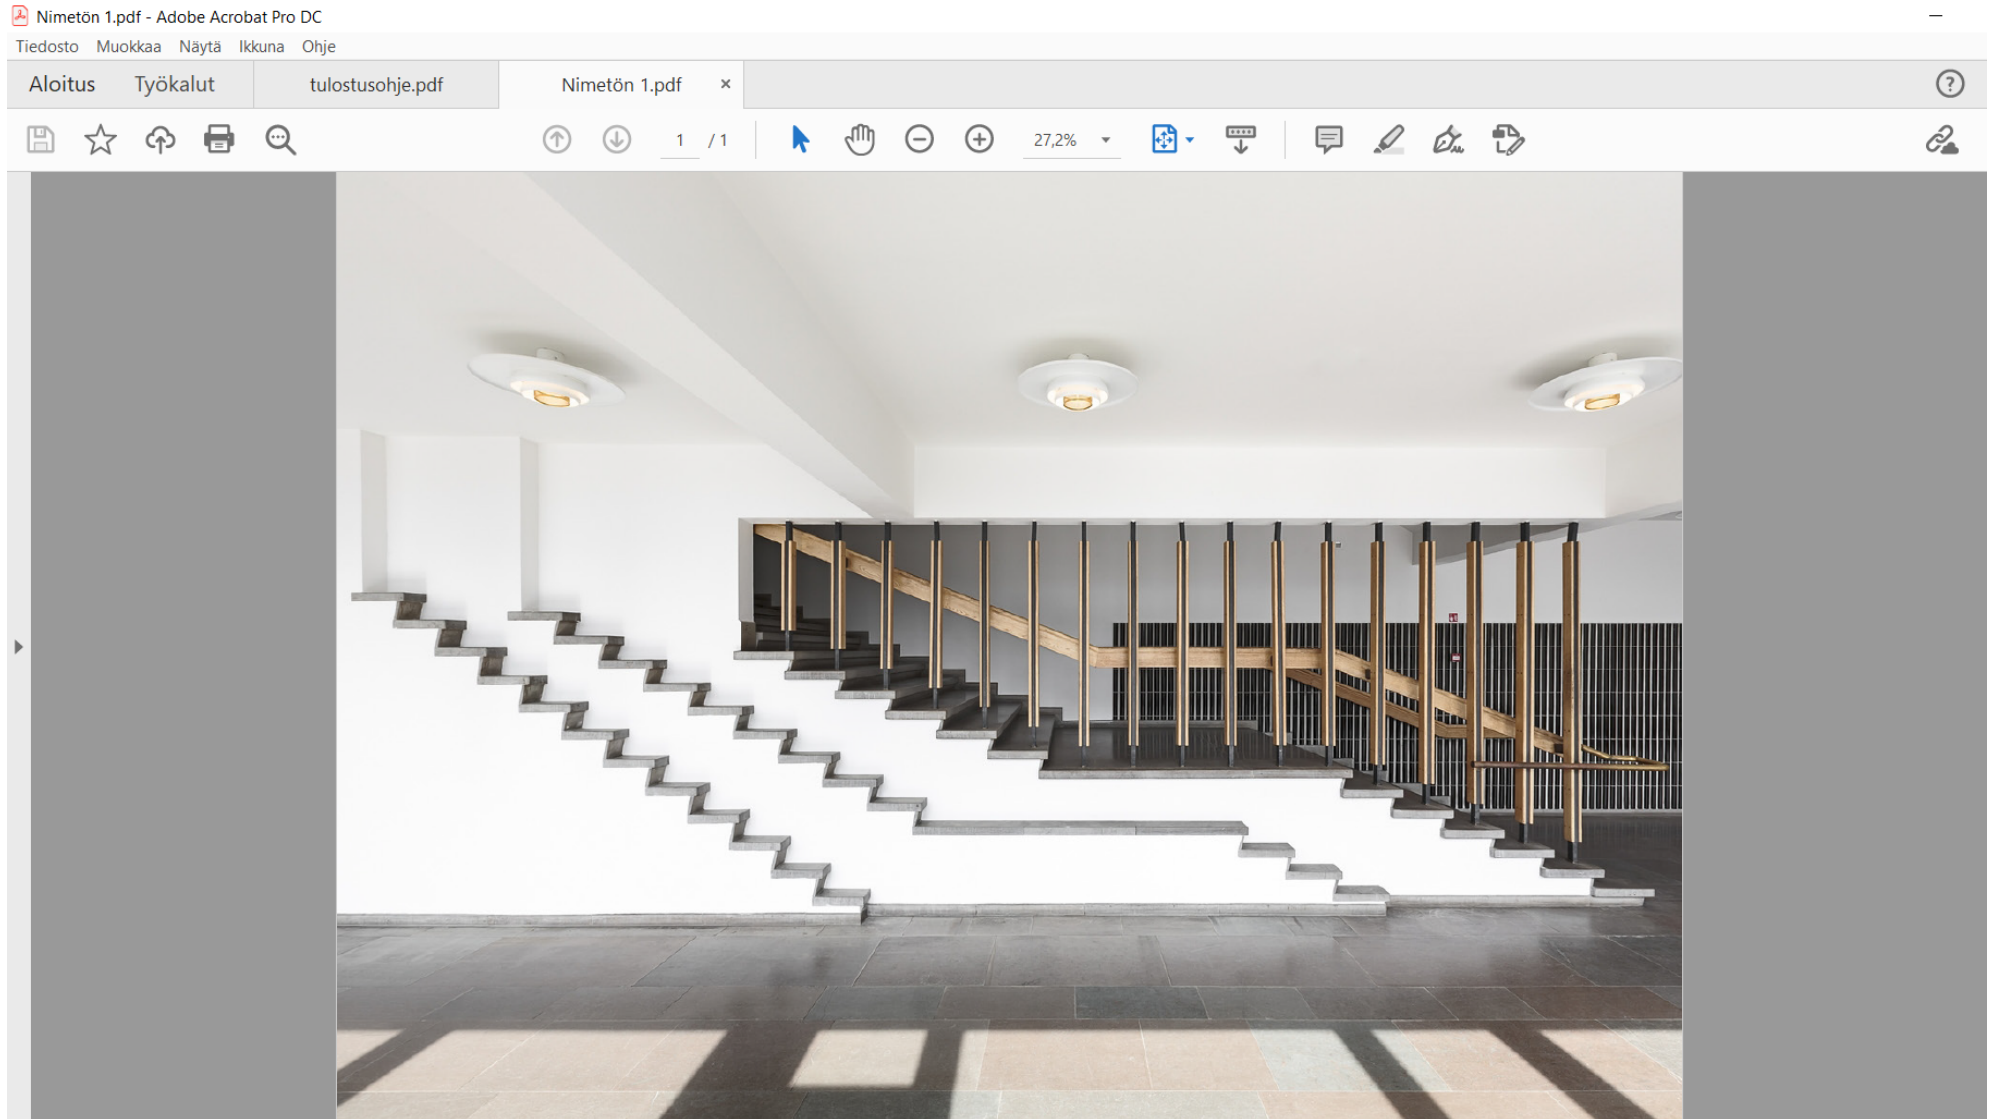 Nimetön 1.pdf - Adobe Acrobat Pro DC
Tiedosto Muokkaa Näytä Ikkuna Ohje
Aloitus Työkalut tulostusohje.pdf Nimetön 1.pdf ×
1 / 1 27,2%